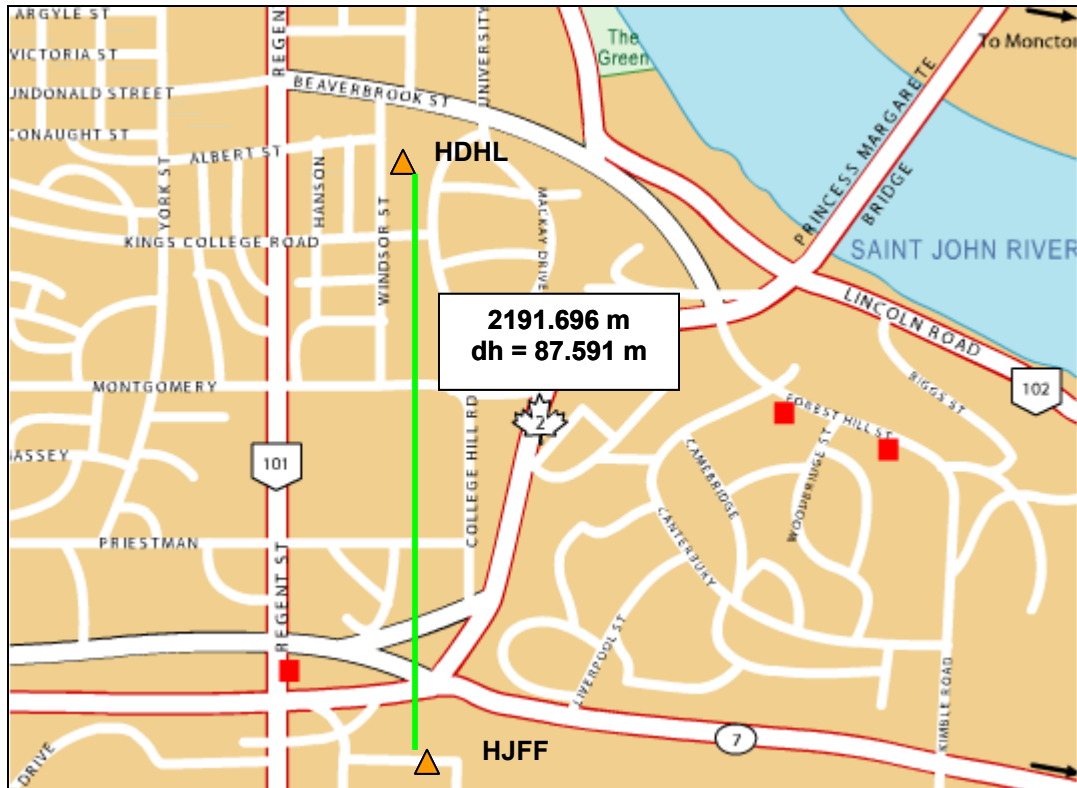 ARGYLE ST
VICTORIA ST
UNDONALD STREET
CONAUGHT ST
REGEN
UNIVERSITY
The
Green
To Moncton
PRINCESS MARGARETE
BRIDGE
BEAVERBROOK ST
ALBERT ST
HANSON
YORK ST
HDHL
MACKAY DRIVE
KINGS COLLEGE ROAD
WINDSOR ST
SAINT JOHN RIVER
LINCOLN ROAD
2191.696 m
dh = 87.591 m
MONTGOMERY
RIGGS ST
102
FOREST HILL ST
2
COLLEGE HILL RD
ASSEY
101
CAMEBRIDGE
WOODBRIDGE ST
CANTERBURY
PRIESTMAN
REGENT ST
LIVERPOOL ST
KIMBLE ROAD
HJFF
7
DRIVE